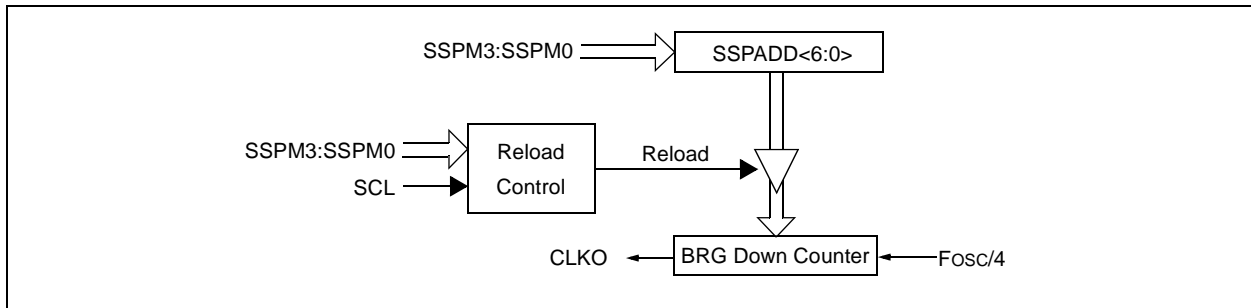 SSPM3:SSPM0
SSPADD<6:0>
SSPM3:SSPM0
SCL
Reload
Control
Reload
CLKO
BRG Down Counter
FOSC/4